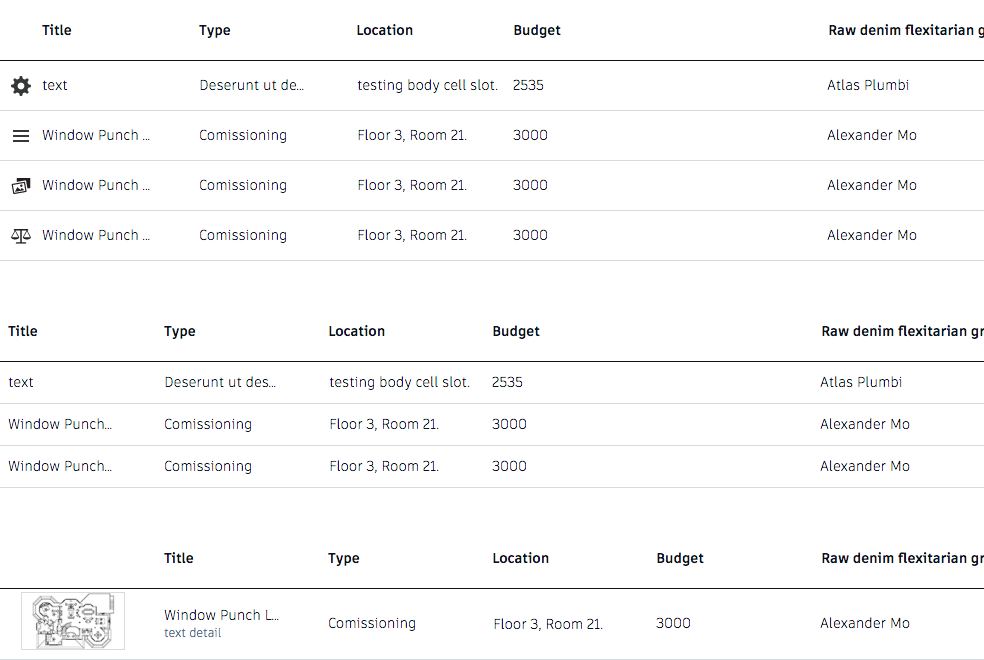 Title Type Location Budget Raw denim flexitarian g
text Deserunt ut de... testing body cell slot. 2535 Atlas Plumbi
Window Punch ... Comissioning Floor 3, Room 21. 3000 Alexander Mo
Window Punch ... Comissioning Floor 3, Room 21. 3000 Alexander Mo
Window Punch ... Comissioning Floor 3, Room 21. 3000 Alexander Mo
Title Type Location Budget Raw denim flexitarian gr
text Deserunt ut des... testing body cell slot. 2535 Atlas Plumbi
Window Punch... Comissioning Floor 3, Room 21. 3000 Alexander Mo
Window Punch... Comissioning Floor 3, Room 21. 3000 Alexander Mo
Title Type Location Budget Raw denim flexitarian gr
Window Punch L... Comissioning Floor 3, Room 21. 3000 Alexander Mo
text detail